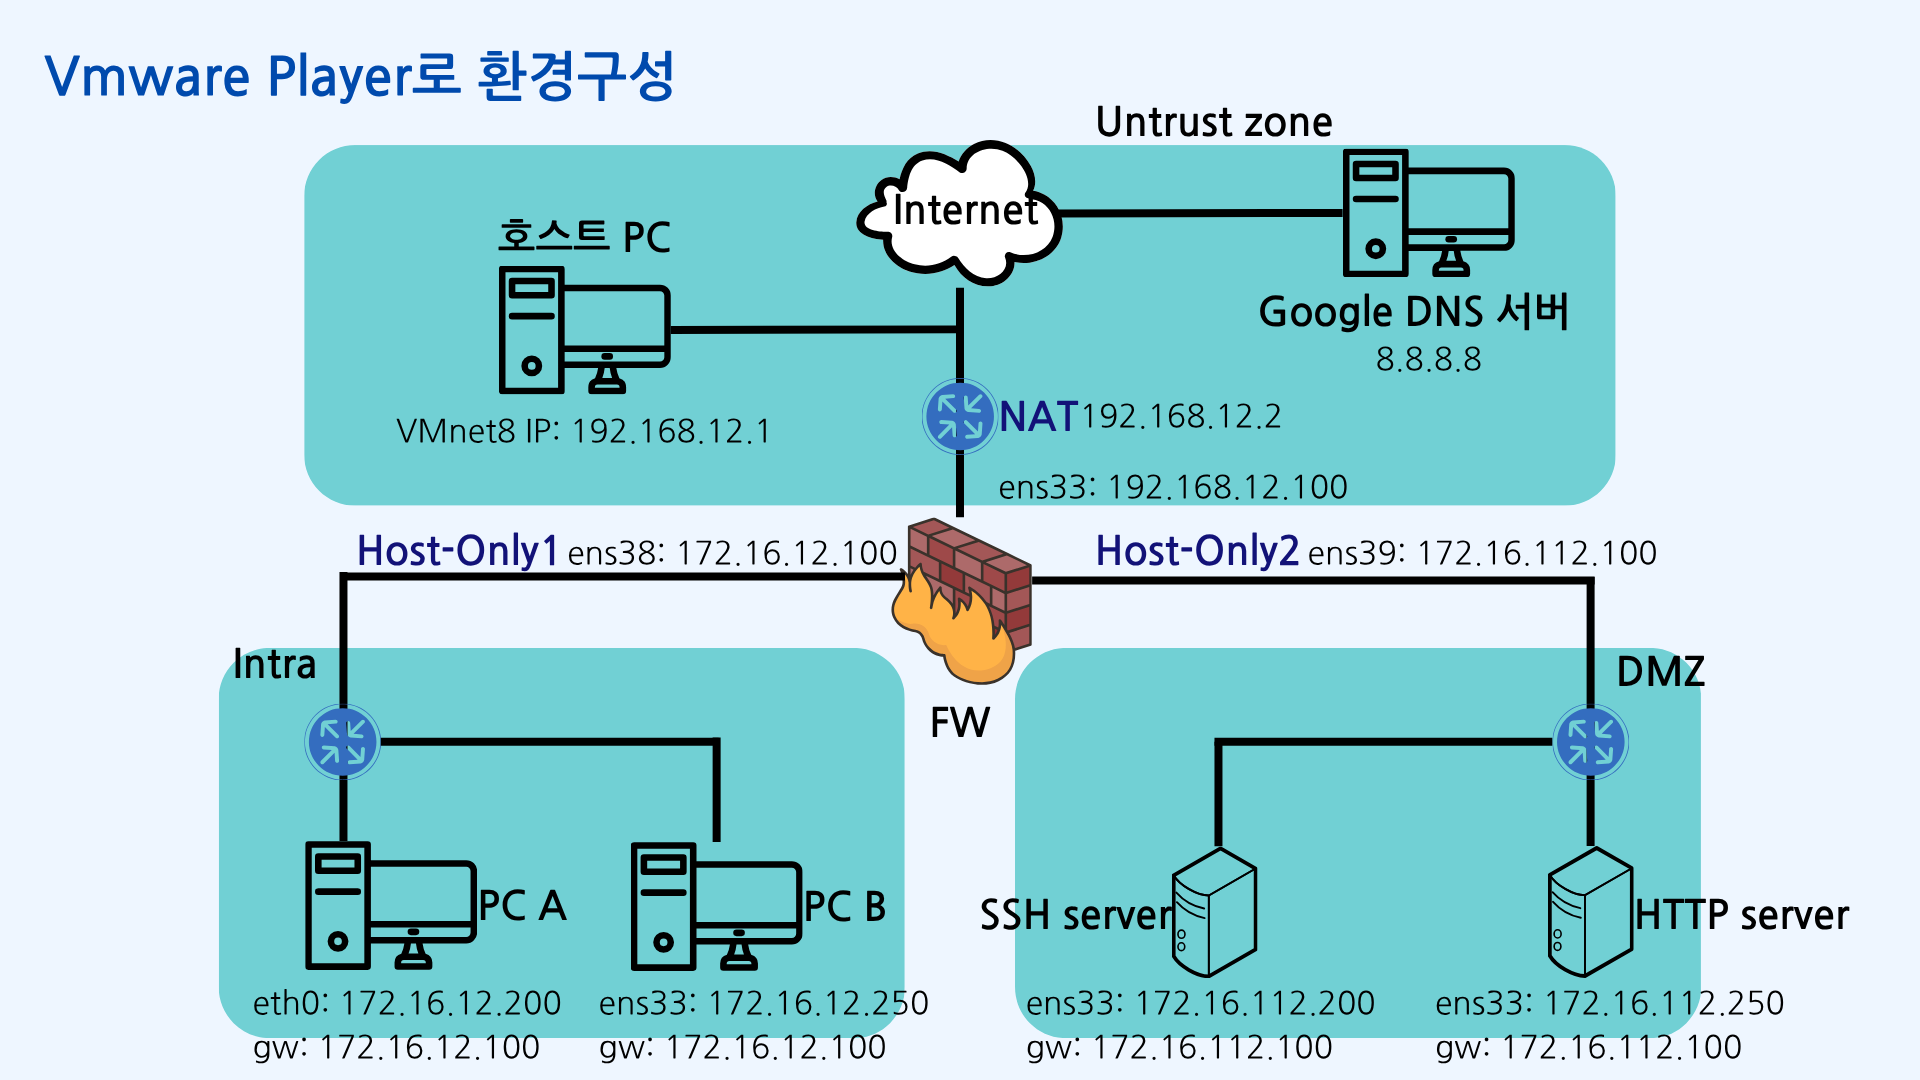 Vmware Player로 환경구성
Untrust zone
Internet
호스트 PC
Google DNS 서버
8.8.8.8
VMnet8 IP: 192.168.12.1
NAT 192.168.12.2
ens33: 192.168.12.100
Host-Only1 ens38: 172.16.12.100
Host-Only2 ens39: 172.16.112.100
Intra
DMZ
FW
PC A
PC B
SSH server
HTTP server
eth0: 172.16.12.200
gw: 172.16.12.100
ens33: 172.16.12.250
gw: 172.16.12.100
ens33: 172.16.112.200
gw: 172.16.112.100
ens33: 172.16.112.250
gw: 172.16.112.100